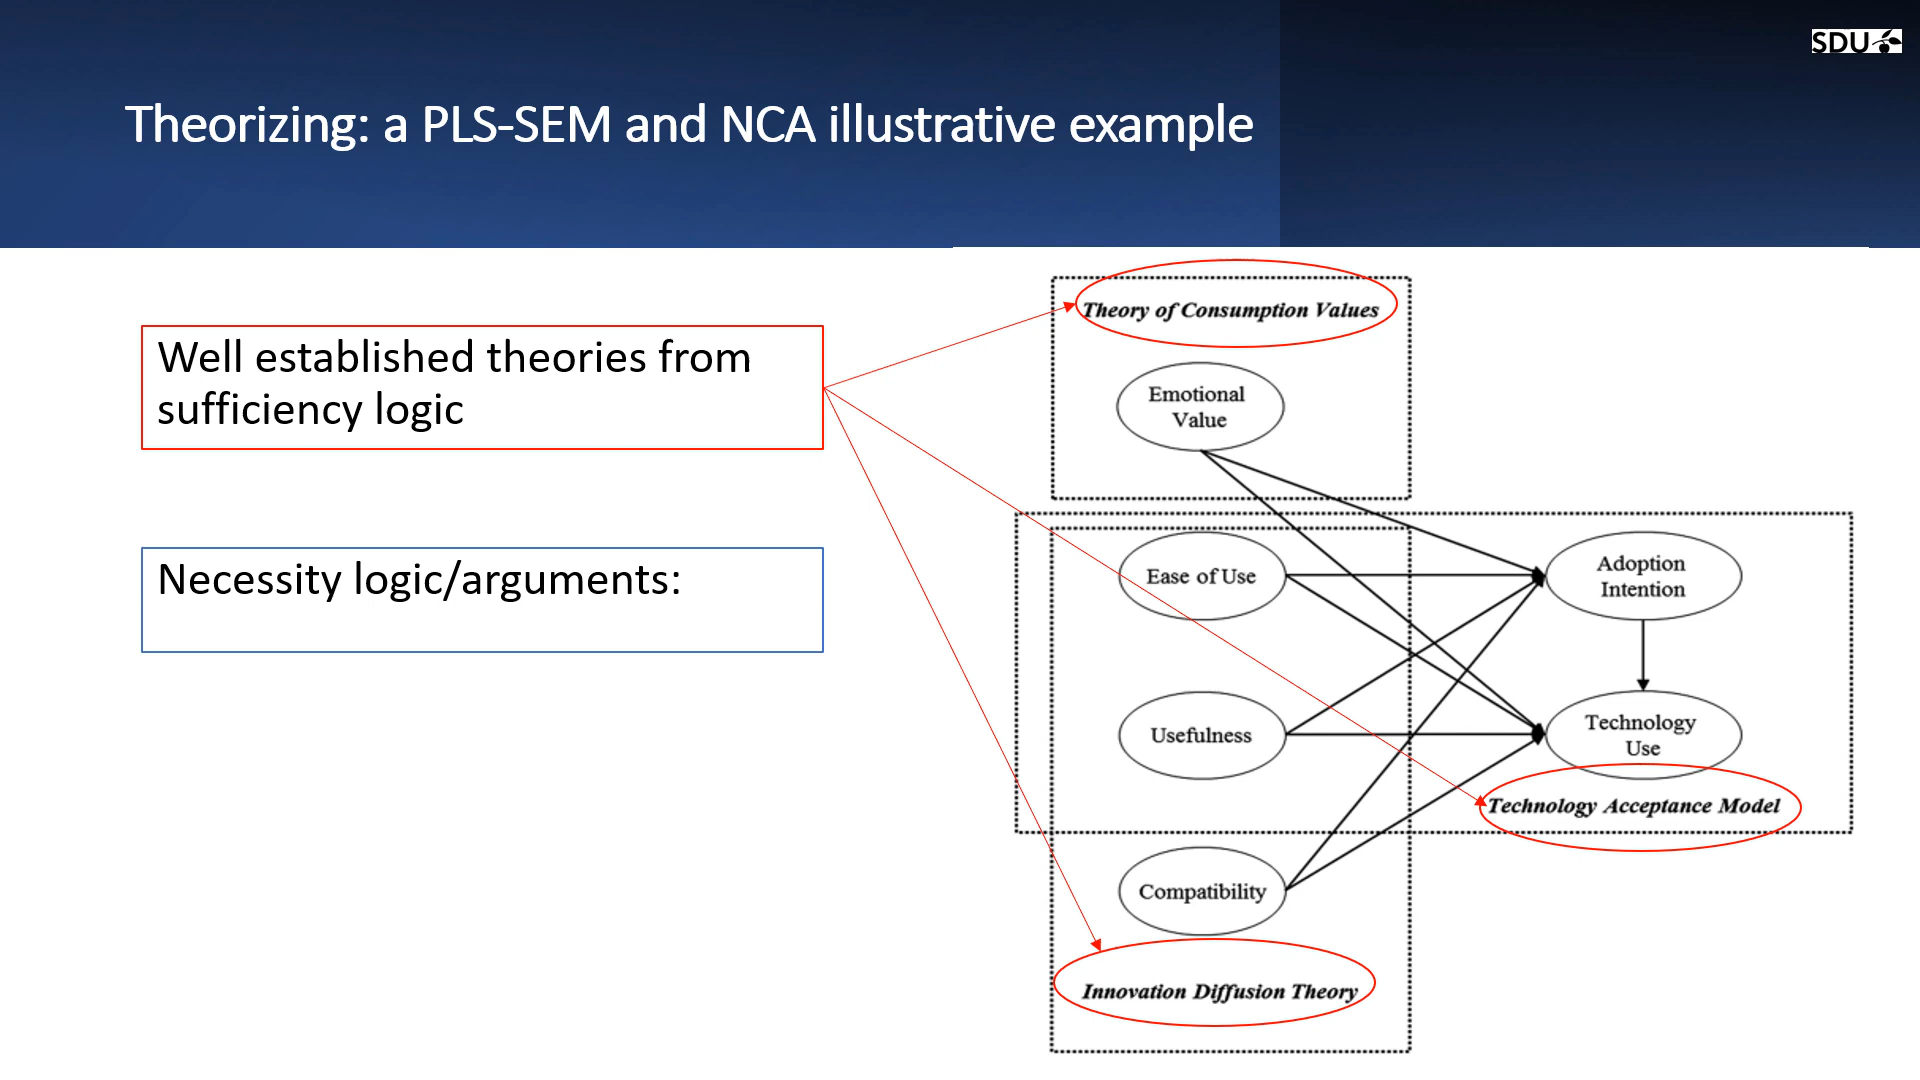 SDU
Theorizing: a PLS-SEM and NCA illustrative example
Well established theories from
sufficiency logic
Necessity logic/arguments:
Theory of Consumption Values
Emotional
Value
Ease of Use
Adoption
Intention
Usefulness
Technology
Use
Technology Acceptance Model
Compatibility
Innovation Diffusion Theory